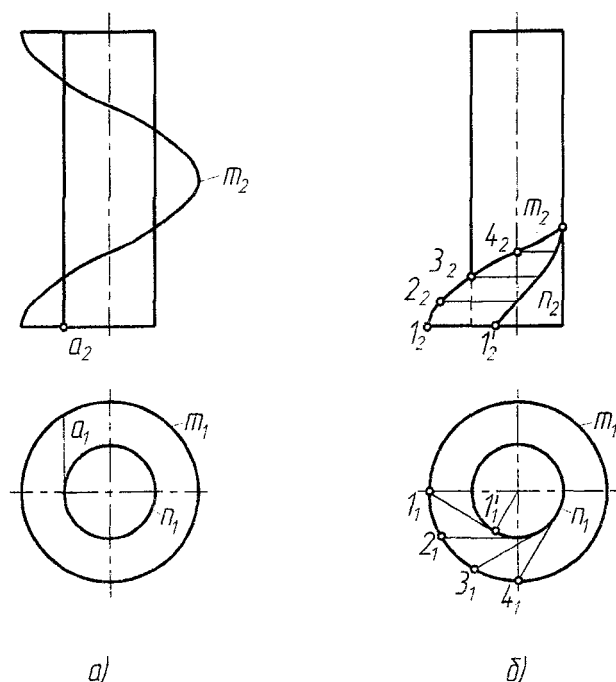 m₂
a₂
a₁
m₁
n₁
а)
m₂
4₂
3₂
2₂
n₂
1₂
1'₂
m₁
1₁
1'₁
n₁
2₁
3₁
4₁
б)